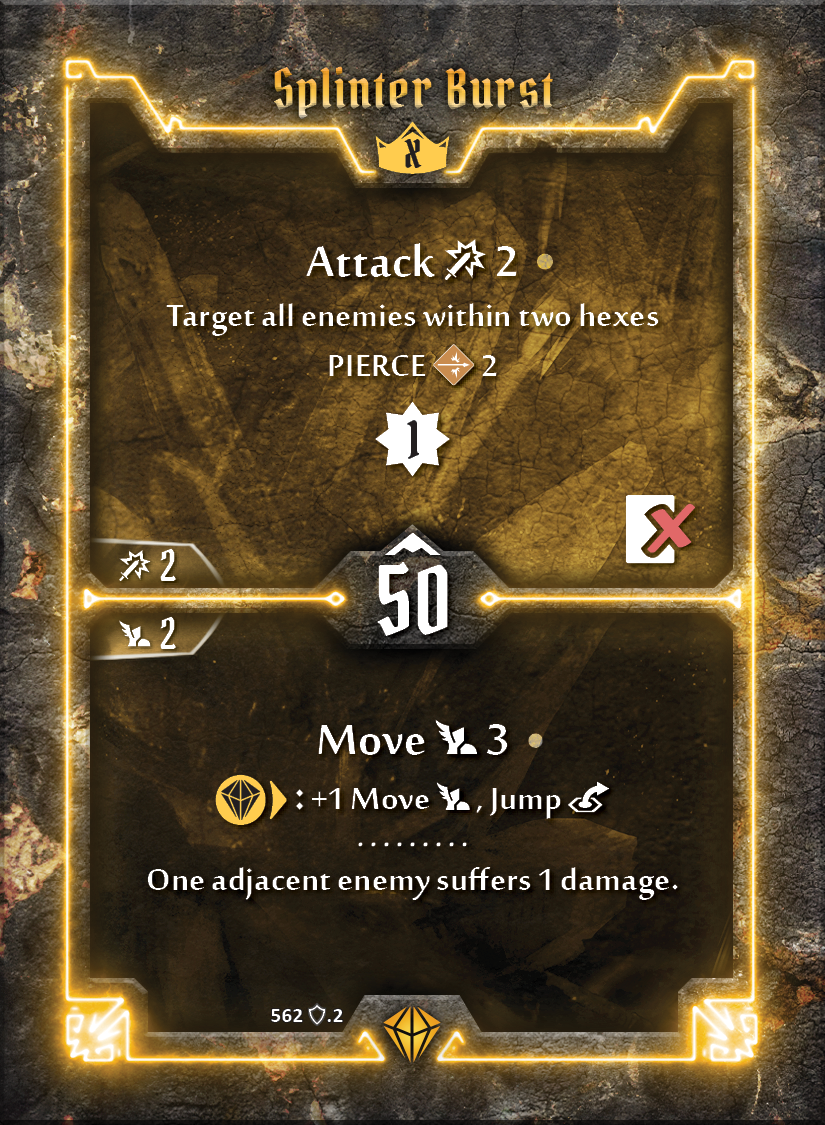 Splinter Burst
X
Attack 2
Target all enemies within two hexes
PIERCE 2
1
2
50
2
Move 3
: +1 Move , Jump
.........
One adjacent enemy suffers 1 damage.
562 .2